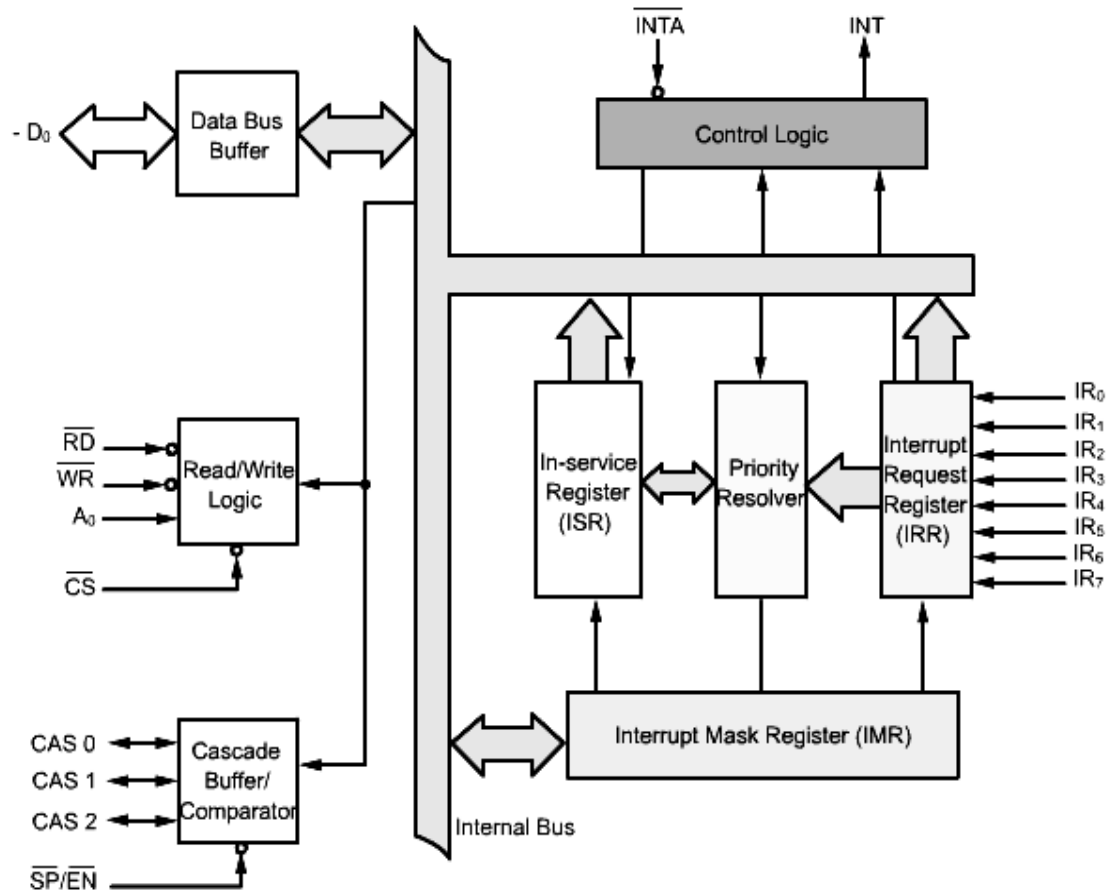 INTA
INT
- D₀
Data Bus
Buffer
Control Logic
RD
WR
A₀
CS
Read/Write
Logic
In-service
Register
(ISR)
Priority
Resolver
Interrupt
Request
Register
(IRR)
IR₀
IR₁
IR₂
IR₃
IR₄
IR₅
IR₆
IR₇
CAS 0
CAS 1
CAS 2
SP/EN
Cascade
Buffer/
Comparator
Interrupt Mask Register (IMR)
Internal Bus